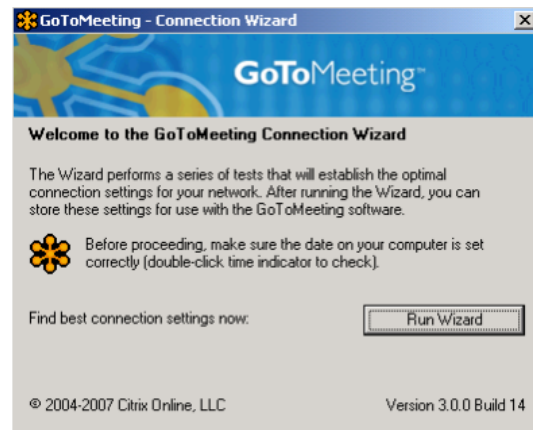 GoToMeeting - Connection Wizard
GoToMeeting™
Welcome to the GoToMeeting Connection Wizard
The Wizard performs a series of tests that will establish the optimal
connection settings for your network. After running the Wizard, you can
store these settings for use with the GoToMeeting software.
Before proceeding, make sure the date on your computer is set
correctly (double-click time indicator to check).
Find best connection settings now:
Run Wizard
© 2004-2007 Citrix Online, LLC
Version 3.0.0 Build 14